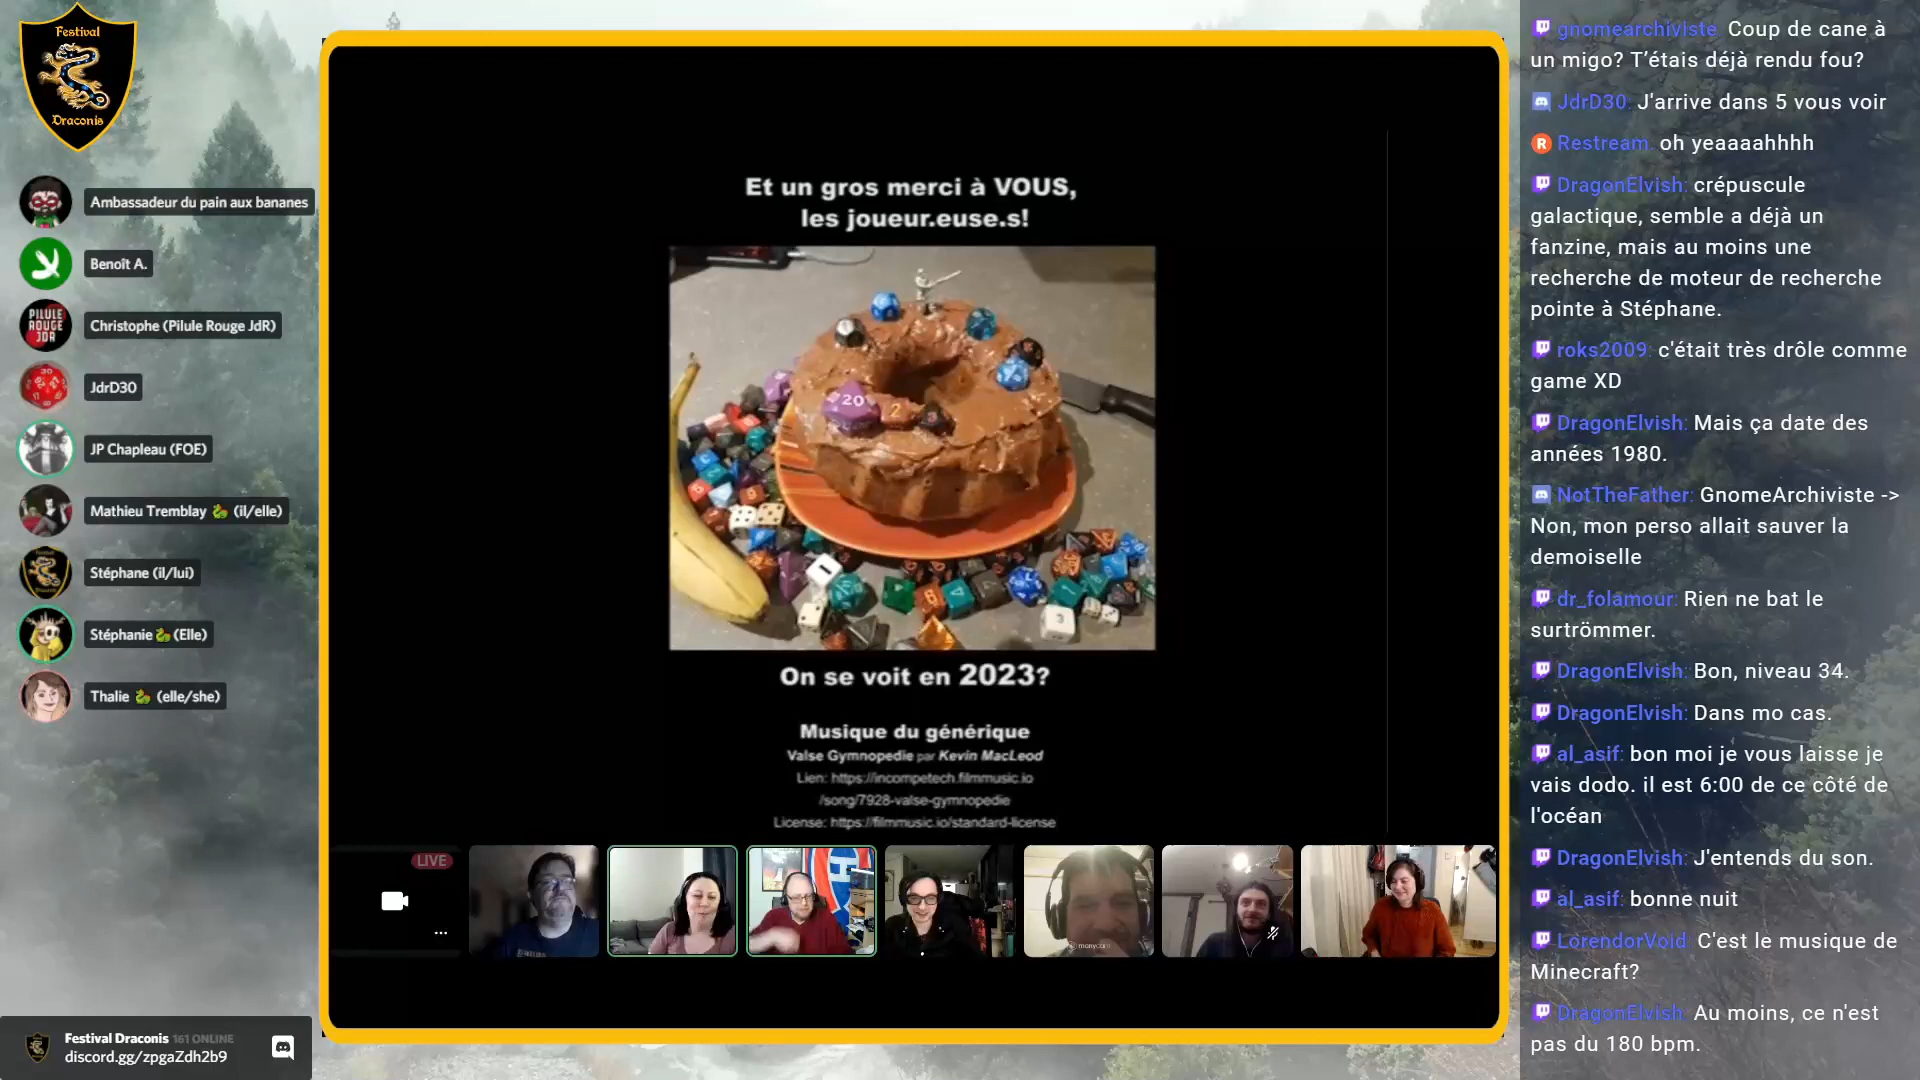 Festival
Draconis
Ambassadeur du pain aux bananes
Benoît A.
PILULE
ROUGE
JDR
Christophe (Pilule Rouge JdR)
JdrD30
JP Chapleau (FOE)
Mathieu Tremblay 🐉 (il/elle)
Stéphane (il/lui)
Stéphanie 🐉 (Elle)
Thalie 🐉 (elle/she)
Festival Draconis 161 ONLINE
discord.gg/zpgaZdh2b9
Et un gros merci à VOUS,
les joueur.euse.s!
20
2
1
3
On se voit en 2023?
Musique du générique
Valse Gymnopedie par Kevin MacLeod
Lien: https://incompetech.filmmusic.io
/song/7928-valse-gymnopedie
License: https://filmmusic.io/standard-license
LIVE
manycam
gnomearchiviste Coup de cane à
un migo? T’étais déjà rendu fou?
JdrD30: J'arrive dans 5 vous voir
Restream: oh yeaaaahhhh
DragonElvish: crépuscule
galactique, semble a déjà un
fanzine, mais au moins une
recherche de moteur de recherche
pointe à Stéphane.
roks2009: c'était très drôle comme
game XD
DragonElvish: Mais ça date des
années 1980.
NotTheFather: GnomeArchiviste ->
Non, mon perso allait sauver la
demoiselle
dr_folamour: Rien ne bat le
surtrömmer.
DragonElvish: Bon, niveau 34.
DragonElvish: Dans mo cas.
al_asif: bon moi je vous laisse je
vais dodo. il est 6:00 de ce côté de
l'océan
DragonElvish: J'entends du son.
al_asif: bonne nuit
LorendorVoid: C'est le musique de
Minecraft?
DragonElvish: Au moins, ce n'est
pas du 180 bpm.